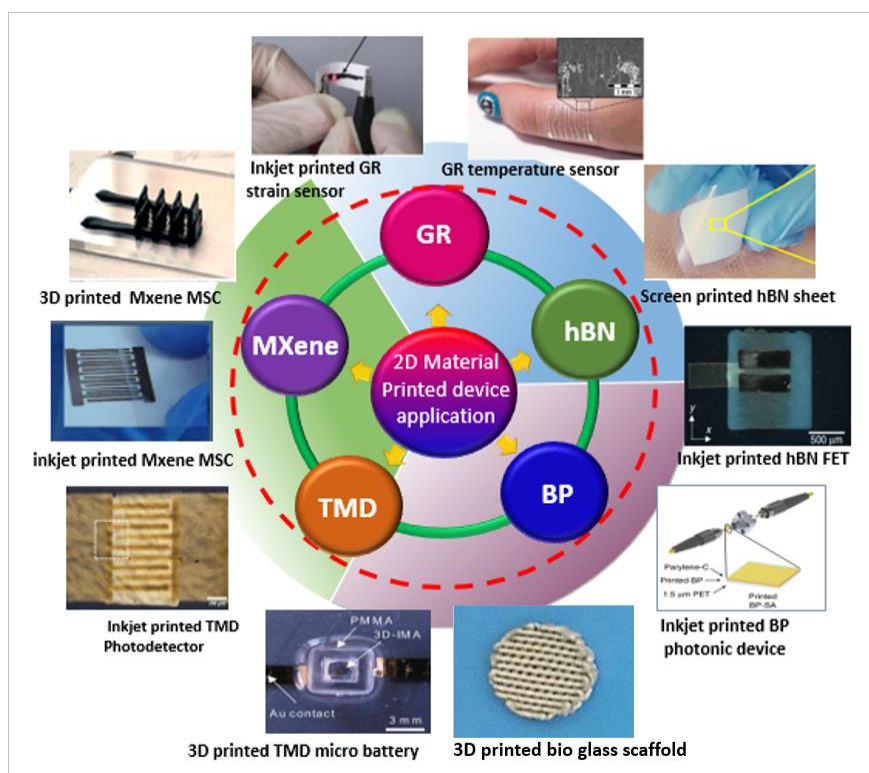 Inkjet printed GR
strain sensor
GR temperature sensor
1 mm
3D printed Mxene MSC
Screen printed hBN sheet
GR
MXene
hBN
2D Material
Printed device
application
TMD
BP
inkjet printed Mxene MSC
y
x
500 µm
Inkjet printed hBN FET
Parylene-C
Printed BP
1.5 µm PET
Printed
BP-SA
Inkjet printed TMD
Photodetector
Inkjet printed BP
photonic device
PMMA
3D-IMA
Au contact
3 mm
3D printed TMD micro battery
3D printed bio glass scaffold